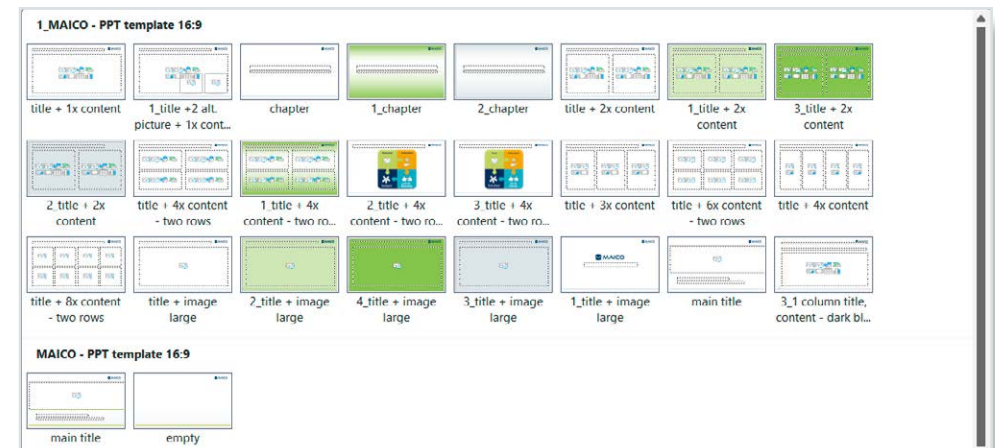 1_MAICO - PPT template 16:9
title + 1x content
1_title +2 alt. picture + 1x cont...
chapter
1_chapter
2_chapter
title + 2x content
1_title + 2x content
3_title + 2x content
2_title + 2x content
title + 4x content - two rows
1_title + 4x content - two ro...
2_title + 4x content - two ro...
3_title + 4x content - two ro...
title + 3x content
title + 6x content - two rows
title + 4x content
title + 8x content - two rows
title + image large
2_title + image large
4_title + image large
3_title + image large
MAICO
1_title + image large
main title
3_1 column title, content - dark bl...
MAICO - PPT template 16:9
main title
empty